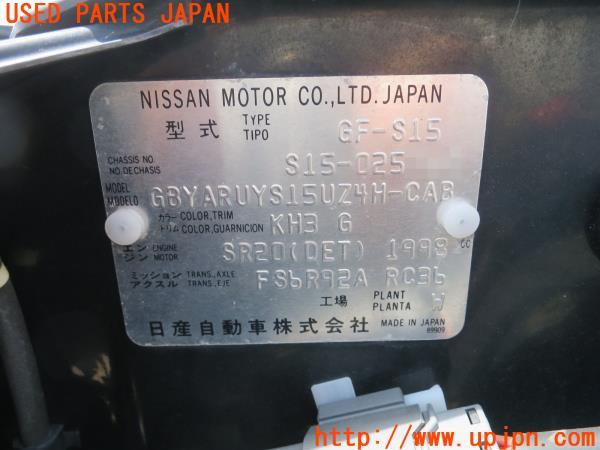 USED PARTS JAPAN
NISSAN MOTOR CO.,LTD.JAPAN
型式 TYPE TIPO GF-S15
CHASSIS NO. NO.DECHASIS S15-025
MODEL MODELO GBYARUYS15UZ4H-CAB
カラー COLOR,TRIM トリム COLOR,GUARNICION KH3 G
エンジン ENGINE MOTOR SR20(DET) 1998 CC
ミッション TRANS.,AXLE アクスル TRANS.,EJE FS6R92A RC36
工場 PLANT PLANTA W
日産自動車株式会社 MADE IN JAPAN
89909
http://www.upjpn.com/